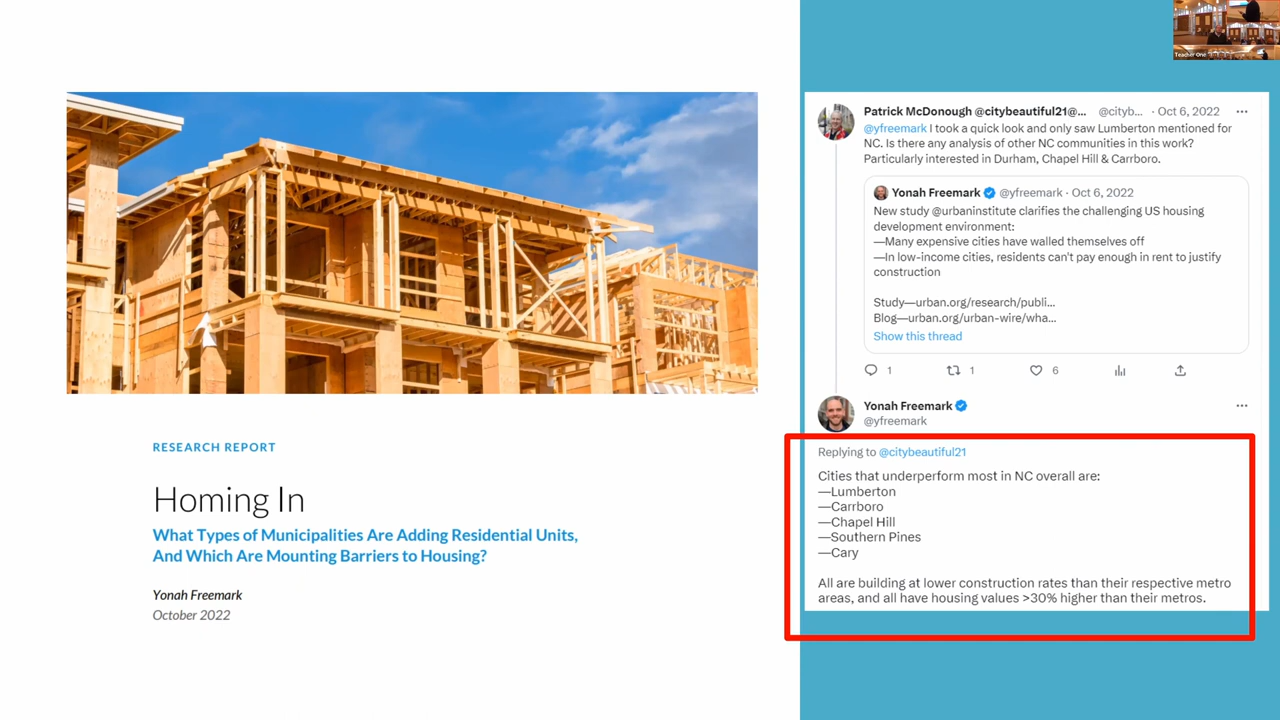 Teacher One
RESEARCH REPORT
Homing In
What Types of Municipalities Are Adding Residential Units,
And Which Are Mounting Barriers to Housing?
Yonah Freemark
October 2022
Patrick McDonough @citybeautiful21@... @cityb... · Oct 6, 2022 ...
@yfreemark I took a quick look and only saw Lumberton mentioned for
NC. Is there any analysis of other NC communities in this work?
Particularly interested in Durham, Chapel Hill & Carrboro.
Yonah Freemark @yfreemark · Oct 6, 2022
New study @urbaninstitute clarifies the challenging US housing
development environment:
—Many expensive cities have walled themselves off
—In low-income cities, residents can't pay enough in rent to justify
construction
Study—urban.org/research/publi...
Blog—urban.org/urban-wire/wha...
Show this thread
1 1 6
Yonah Freemark ...
@yfreemark
Replying to @citybeautiful21
Cities that underperform most in NC overall are:
—Lumberton
—Carrboro
—Chapel Hill
—Southern Pines
—Cary
All are building at lower construction rates than their respective metro
areas, and all have housing values >30% higher than their metros.